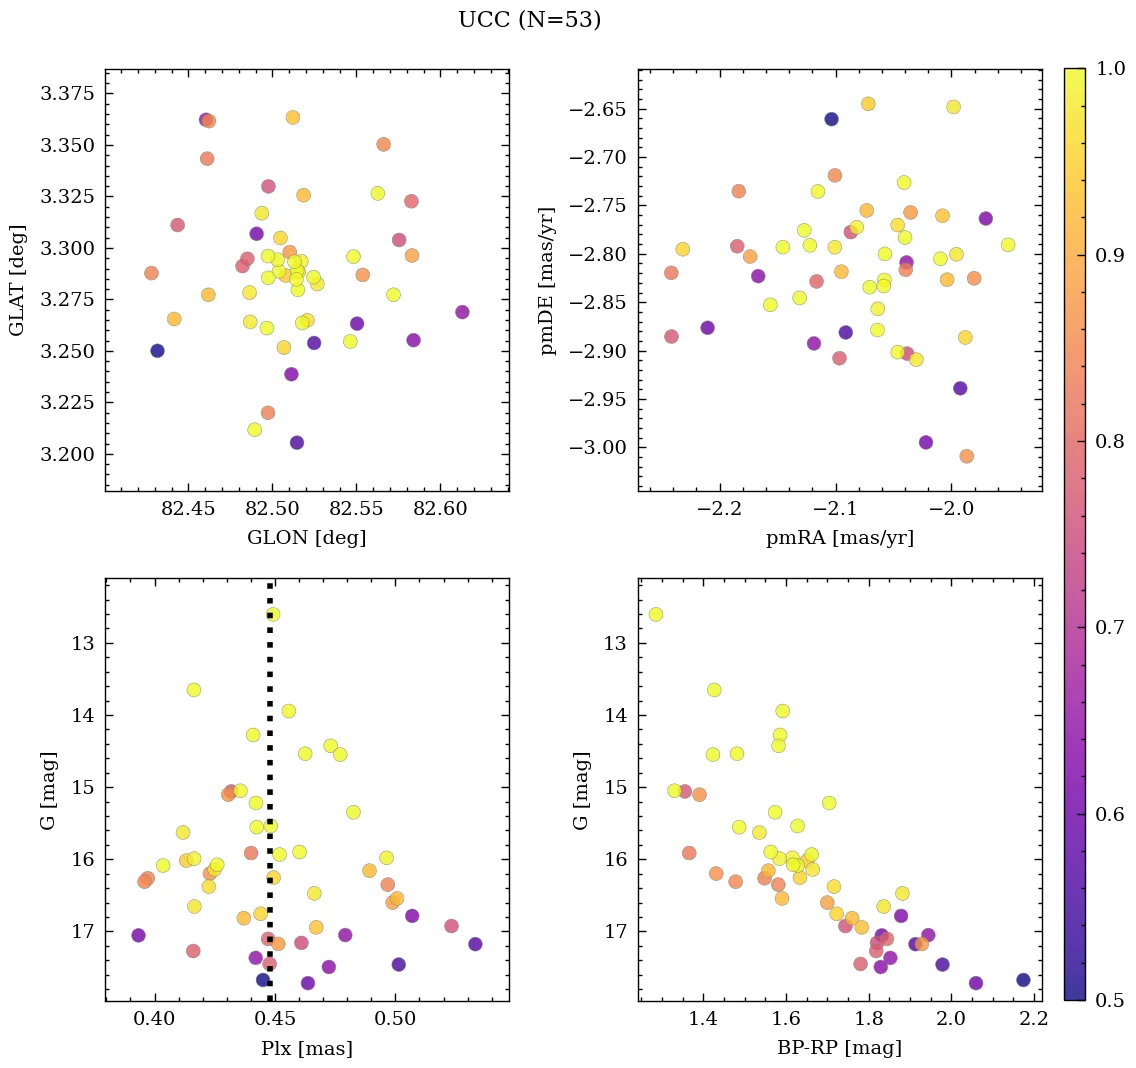 UCC (N=53)
3.375
3.350
3.325
3.300
3.275
3.250
3.225
3.200
GLAT [deg]
82.45 82.50 82.55 82.60
GLON [deg]
−2.65
−2.70
−2.75
−2.80
−2.85
−2.90
−2.95
−3.00
pmDE [mas/yr]
−2.2 −2.1 −2.0
pmRA [mas/yr]
13
14
15
16
17
G [mag]
0.40 0.45 0.50
Plx [mas]
13
14
15
16
17
G [mag]
1.4 1.6 1.8 2.0 2.2
BP-RP [mag]
1.0
0.9
0.8
0.7
0.6
0.5